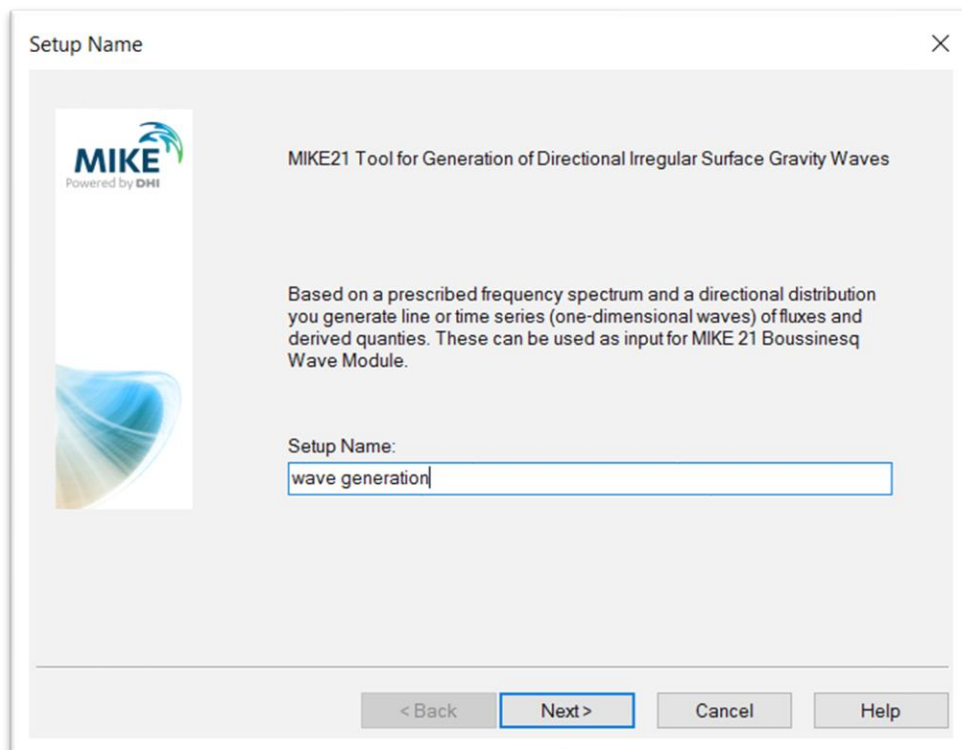 Setup Name
MIKE
Powered by DHI
MIKE21 Tool for Generation of Directional Irregular Surface Gravity Waves
Based on a prescribed frequency spectrum and a directional distribution
you generate line or time series (one-dimensional waves) of fluxes and
derived quanties. These can be used as input for MIKE 21 Boussinesq
Wave Module.
Setup Name:
wave generation
< Back
Next >
Cancel
Help